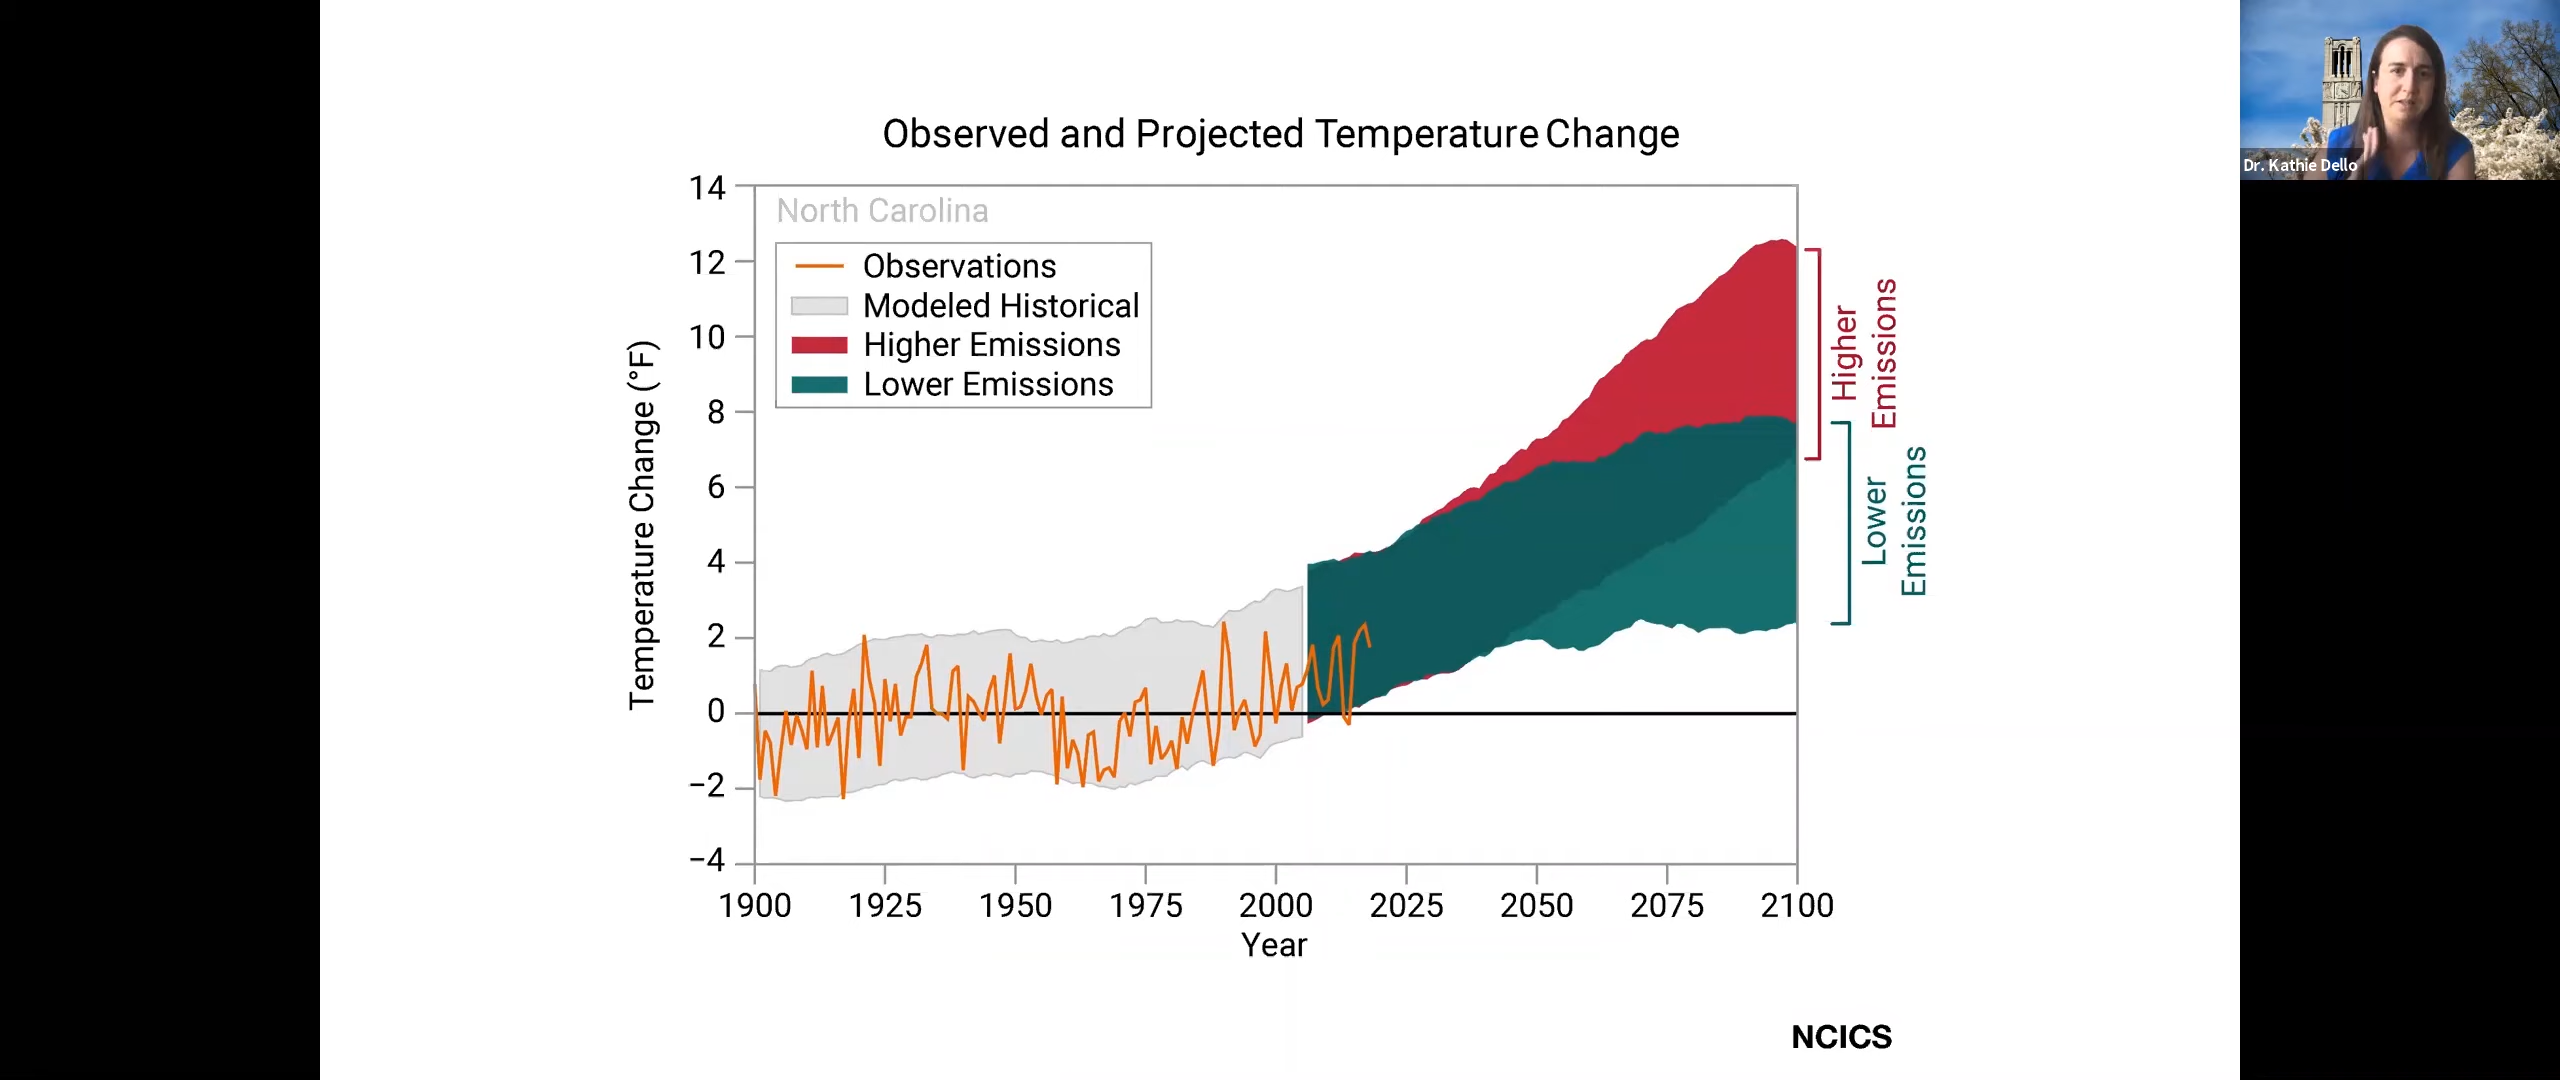 Observed and Projected Temperature Change
Dr. Kathie Dello
North Carolina
Observations
Modeled Historical
Higher Emissions
Lower Emissions
Temperature Change (°F)
14
12
10
8
6
4
2
0
−2
−4
1900 1925 1950 1975 2000 2025 2050 2075 2100
Year
Higher
Emissions
Lower
Emissions
NCICS